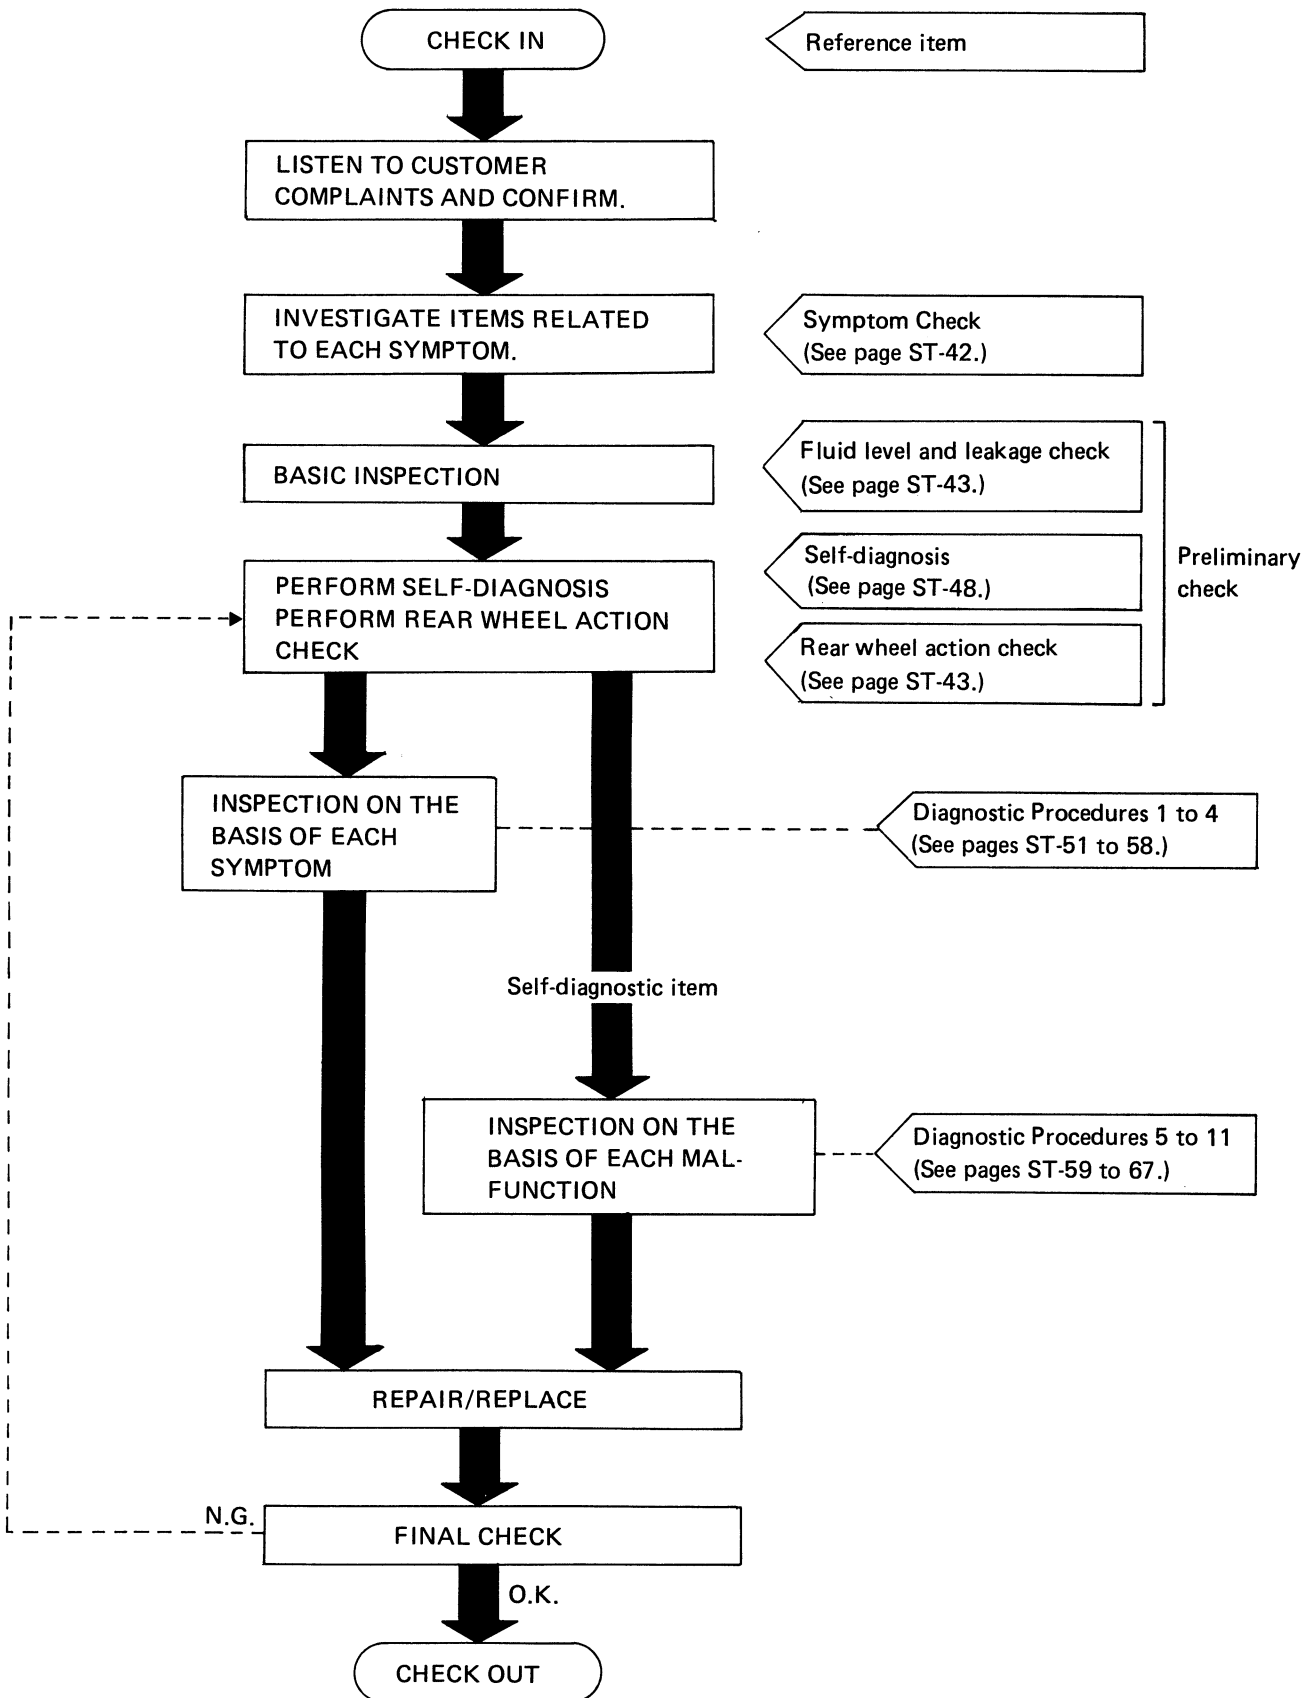 CHECK IN
Reference item
LISTEN TO CUSTOMER
COMPLAINTS AND CONFIRM.
INVESTIGATE ITEMS RELATED
TO EACH SYMPTOM.
Symptom Check
(See page ST-42.)
BASIC INSPECTION
Fluid level and leakage check
(See page ST-43.)
PERFORM SELF-DIAGNOSIS
PERFORM REAR WHEEL ACTION
CHECK
Self-diagnosis
(See page ST-48.)
Rear wheel action check
(See page ST-43.)
Preliminary
check
INSPECTION ON THE
BASIS OF EACH
SYMPTOM
Diagnostic Procedures 1 to 4
(See pages ST-51 to 58.)
Self-diagnostic item
INSPECTION ON THE
BASIS OF EACH MAL-
FUNCTION
Diagnostic Procedures 5 to 11
(See pages ST-59 to 67.)
REPAIR/REPLACE
N.G.
FINAL CHECK
O.K.
CHECK OUT